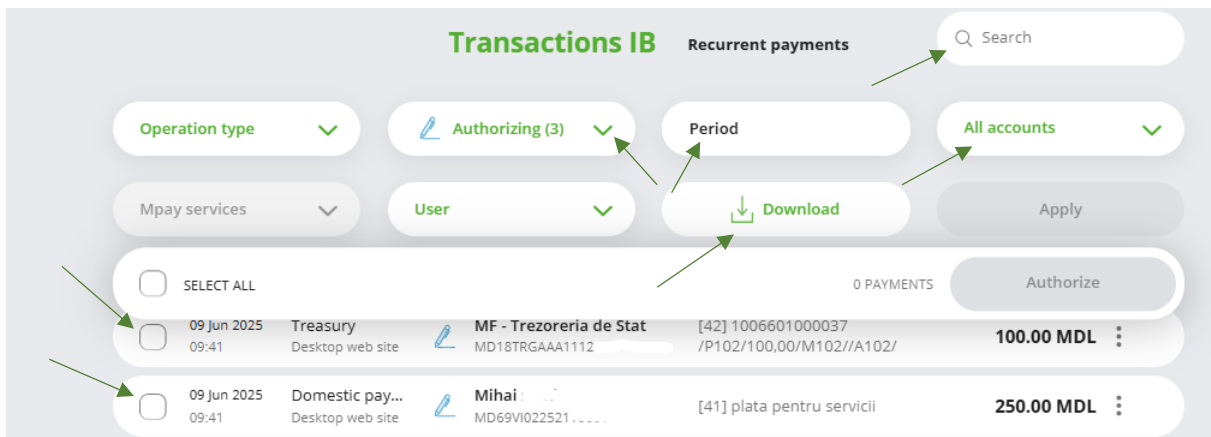 Transactions IB
Recurrent payments
Search
Operation type
Authorizing (3)
Period
All accounts
Mpay services
User
Download
Apply
SELECT ALL
0 PAYMENTS
Authorize
09 Jun 2025 Treasury MF - Trezoreria de Stat [42] 1006601000037 100.00 MDL
09:41 Desktop web site MD18TRGAAA1112 /P102/100,00/M102//A102/
09 Jun 2025 Domestic pay... Mihai [41] plata pentru servicii 250.00 MDL
09:41 Desktop web site